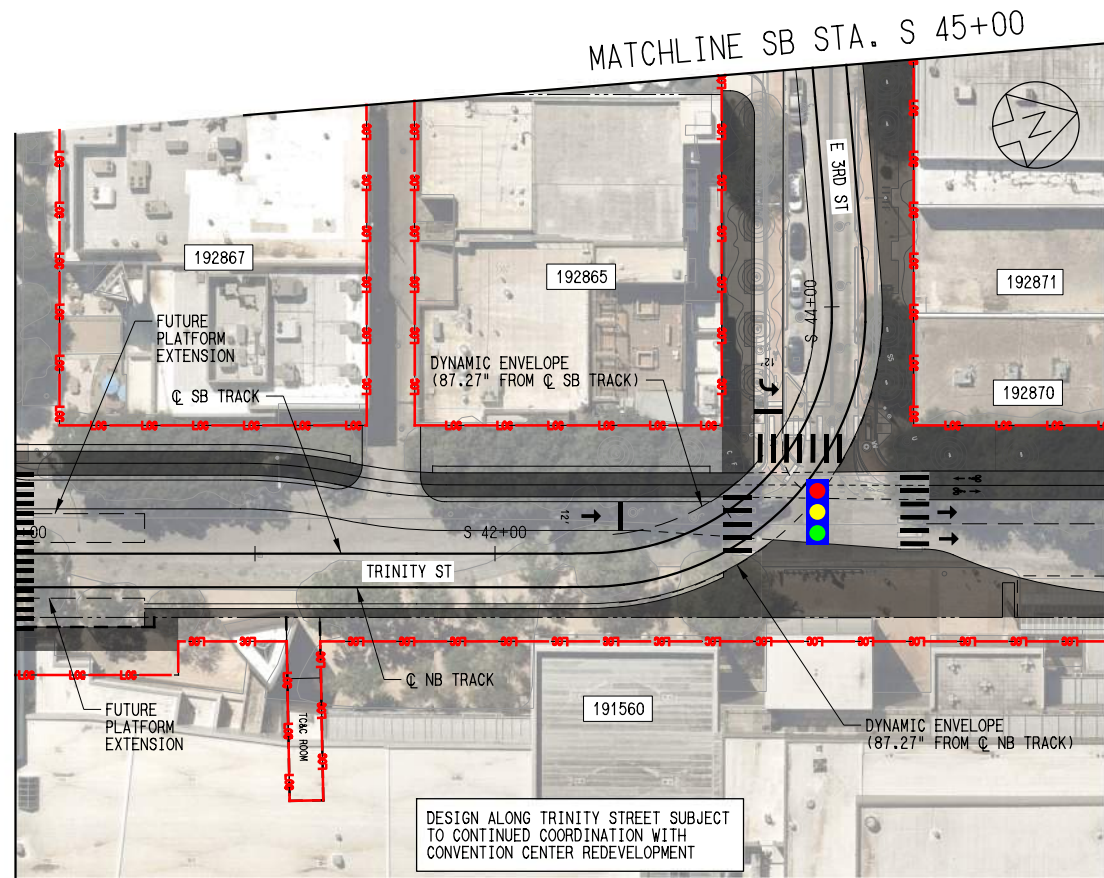 MATCHLINE SB STA. S 45+00
E 3RD ST
N
192867
192865
192871
192870
FUTURE
PLATFORM
EXTENSION
DYNAMIC ENVELOPE
(87.27" FROM ℄ SB TRACK)
℄ SB TRACK
S 44+00
12'
12'
S 42+00
00
TRINITY ST
℄ NB TRACK
FUTURE
PLATFORM
EXTENSION
TC&C ROOM
191560
DYNAMIC ENVELOPE
(87.27" FROM ℄ NB TRACK)
DESIGN ALONG TRINITY STREET SUBJECT
TO CONTINUED COORDINATION WITH
CONVENTION CENTER REDEVELOPMENT